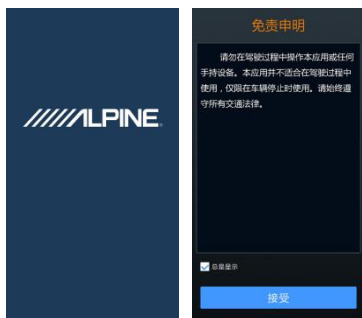 ALPINE
免责申明
请勿在驾驶过程中操作本应用或任何
手持设备。本应用并不适合在驾驶过程中
使用，仅限在车辆停止时使用。请始终遵
守所有交通法律。
总是显示
接受